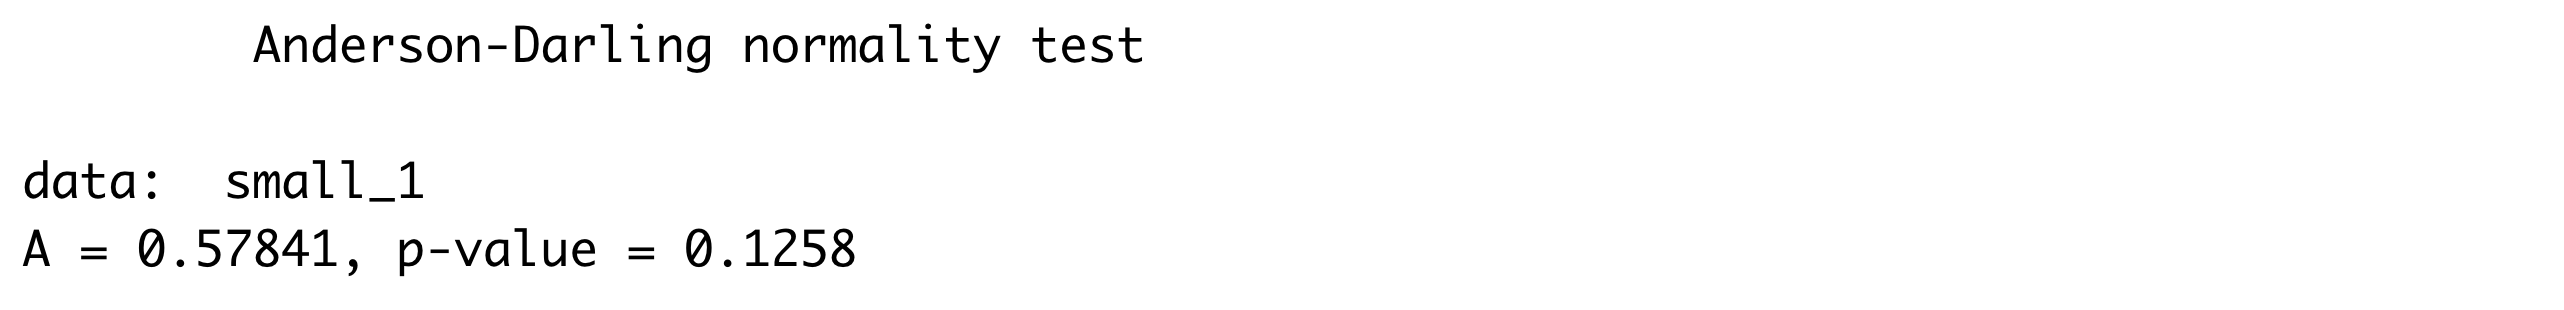 Anderson-Darling normality test
data:  small_1
A = 0.57841, p-value = 0.1258